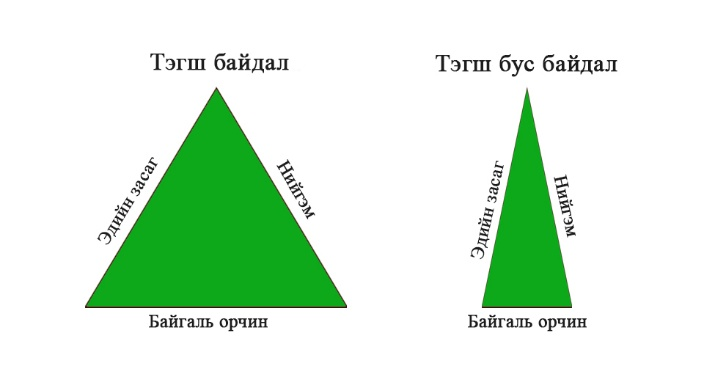 Тэгш байдал
Эдийн засаг
Нийгэм
Байгаль орчин
Тэгш бус байдал
Эдийн засаг
Нийгэм
Байгаль орчин